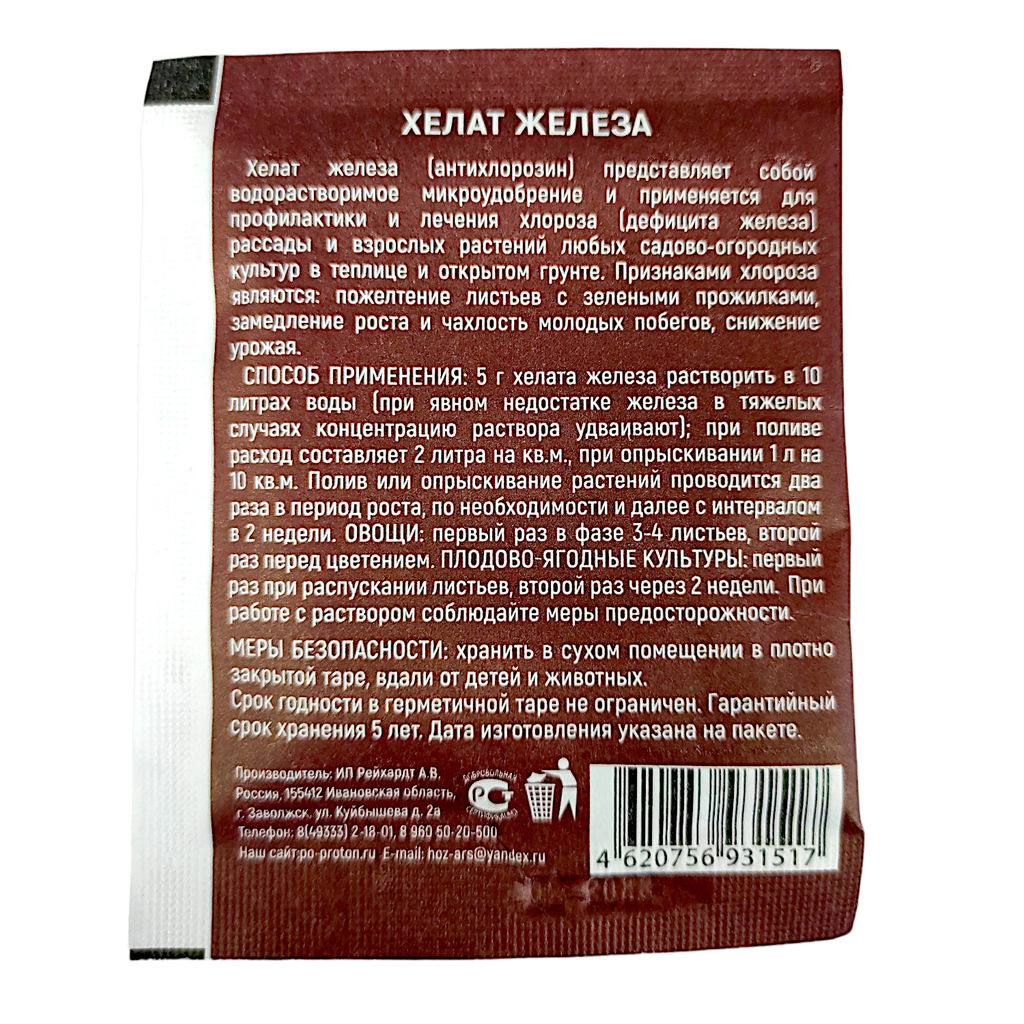 ХЕЛАТ ЖЕЛЕЗА
Хелат железа (антихлорозин) представляет собой
водорастворимое микроудобрение и применяется для
профилактики и лечения хлороза (дефицита железа)
рассады и взрослых растений любых садово-огородных
культур в теплице и открытом грунте. Признаками хлороза
являются: пожелтение листьев с зелеными прожилками,
замедление роста и чахлость молодых побегов, снижение
урожая.
СПОСОБ ПРИМЕНЕНИЯ: 5 г хелата железа растворить в 10
литрах воды (при явном недостатке железа в тяжелых
случаях концентрацию раствора удваивают); при поливе
расход составляет 2 литра на кв.м., при опрыскивании 1 л на
10 кв.м. Полив или опрыскивание растений проводится два
раза в период роста, по необходимости и далее с интервалом
в 2 недели. ОВОЩИ: первый раз в фазе 3-4 листьев, второй
раз перед цветением. ПЛОДОВО-ЯГОДНЫЕ КУЛЬТУРЫ: первый
раз при распускании листьев, второй раз через 2 недели. При
работе с раствором соблюдайте меры предосторожности.
МЕРЫ БЕЗОПАСНОСТИ: хранить в сухом помещении в плотно
закрытой таре, вдали от детей и животных.
Срок годности в герметичной таре не ограничен. Гарантийный
срок хранения 5 лет. Дата изготовления указана на пакете.
Производитель: ИП Рейхардт А.В.
Россия, 155412 Ивановская область,
г. Заволжск, ул. Куйбышева д, 2а
Телефон: 8(49333) 2-18-01, 8 960 50-20-500
Наш сайт:po-proton.ru E-mail: hoz-ars@yandex.ru
ДОБРОВОЛЬНАЯ
РСТ
СЕРТИФИКАЦИЯ
4 620756 931517